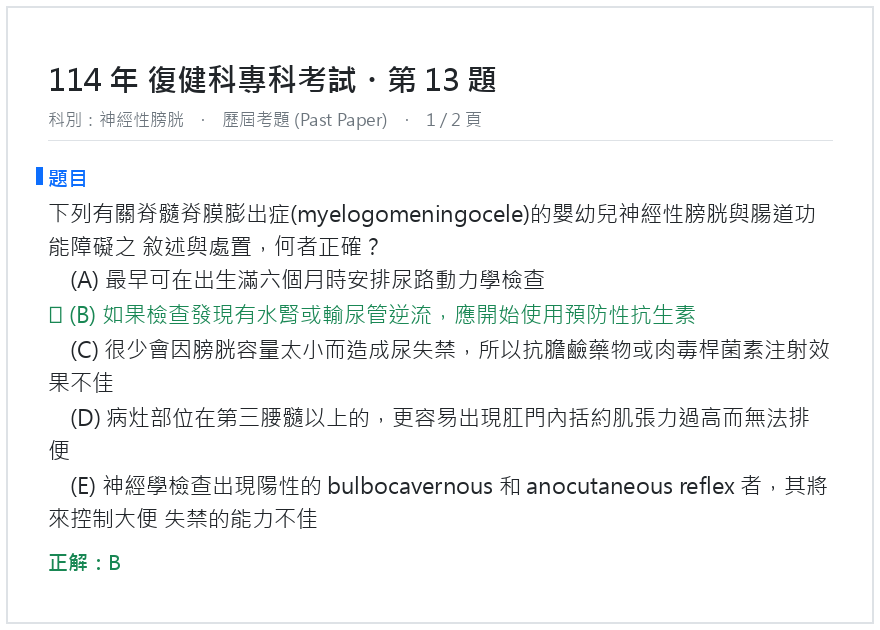 114 年 復健科專科考試．第 13 題
科別：神經性膀胱 · 歷屆考題 (Past Paper) · 1 / 2 頁
題目
下列有關脊髓脊膜膨出症(myelogomeningocele)的嬰幼兒神經性膀胱與腸道功
能障礙之 敘述與處置，何者正確？
(A) 最早可在出生滿六個月時安排尿路動力學檢查
□ (B) 如果檢查發現有水腎或輸尿管逆流，應開始使用預防性抗生素
(C) 很少會因膀胱容量太小而造成尿失禁，所以抗膽鹼藥物或肉毒桿菌素注射效
果不佳
(D) 病灶部位在第三腰髓以上的，更容易出現肛門內括約肌張力過高而無法排
便
(E) 神經學檢查出現陽性的 bulbocavernous 和 anocutaneous reflex 者，其將
來控制大便 失禁的能力不佳
正解：B